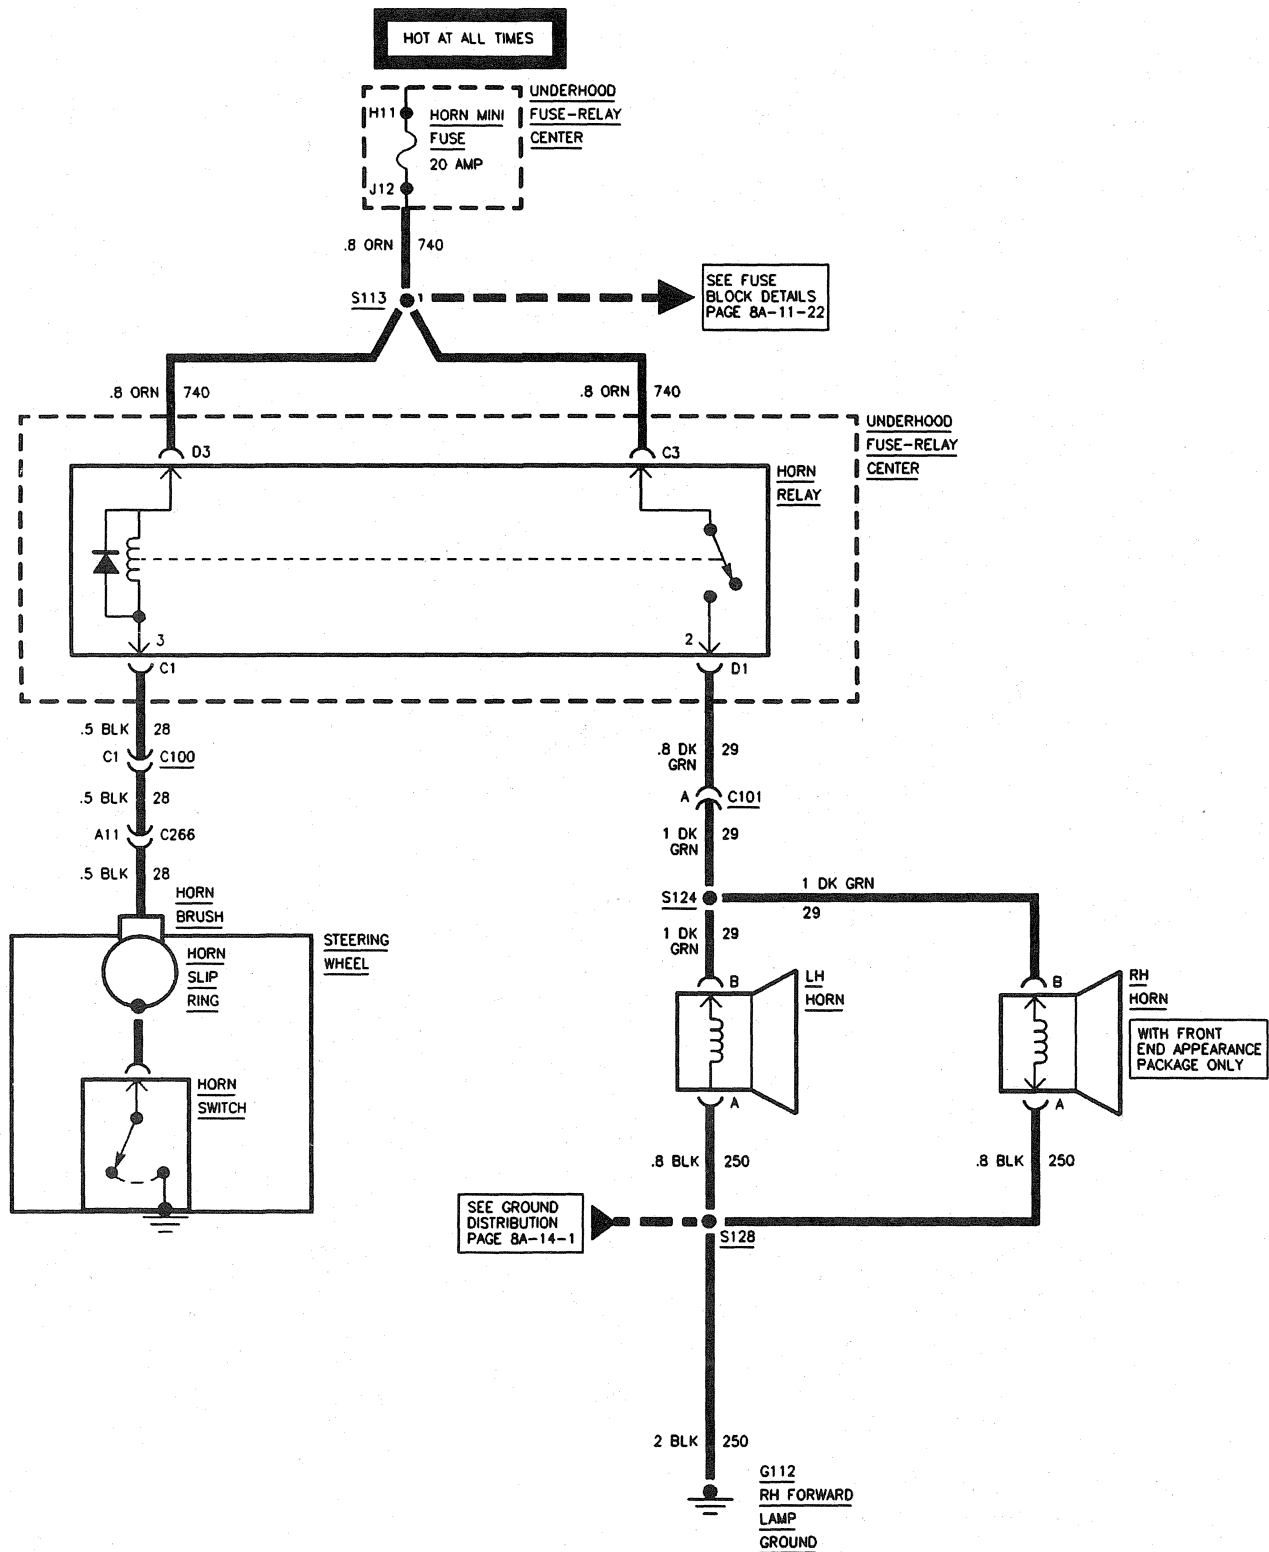 HOT AT ALL TIMES
UNDERHOOD
FUSE-RELAY
CENTER
H11
HORN MINI
FUSE
20 AMP
J12
.8 ORN 740
S113
1
SEE FUSE
BLOCK DETAILS
PAGE 8A-11-22
.8 ORN 740
.8 ORN 740
UNDERHOOD
FUSE-RELAY
CENTER
D3
C3
HORN
RELAY
3
2
C1
D1
.5 BLK 28
C1 C100
.5 BLK 28
A11 C266
.5 BLK 28
HORN
BRUSH
STEERING
WHEEL
HORN
SLIP
RING
HORN
SWITCH
.8 DK
GRN
29
A C101
1 DK
GRN
29
S124
1 DK GRN
29
1 DK
GRN
29
B
LH
HORN
A
B
RH
HORN
WITH FRONT
END APPEARANCE
PACKAGE ONLY
A
.8 BLK 250
.8 BLK 250
SEE GROUND
DISTRIBUTION
PAGE 8A-14-1
S128
2 BLK 250
G112
RH FORWARD
LAMP
GROUND